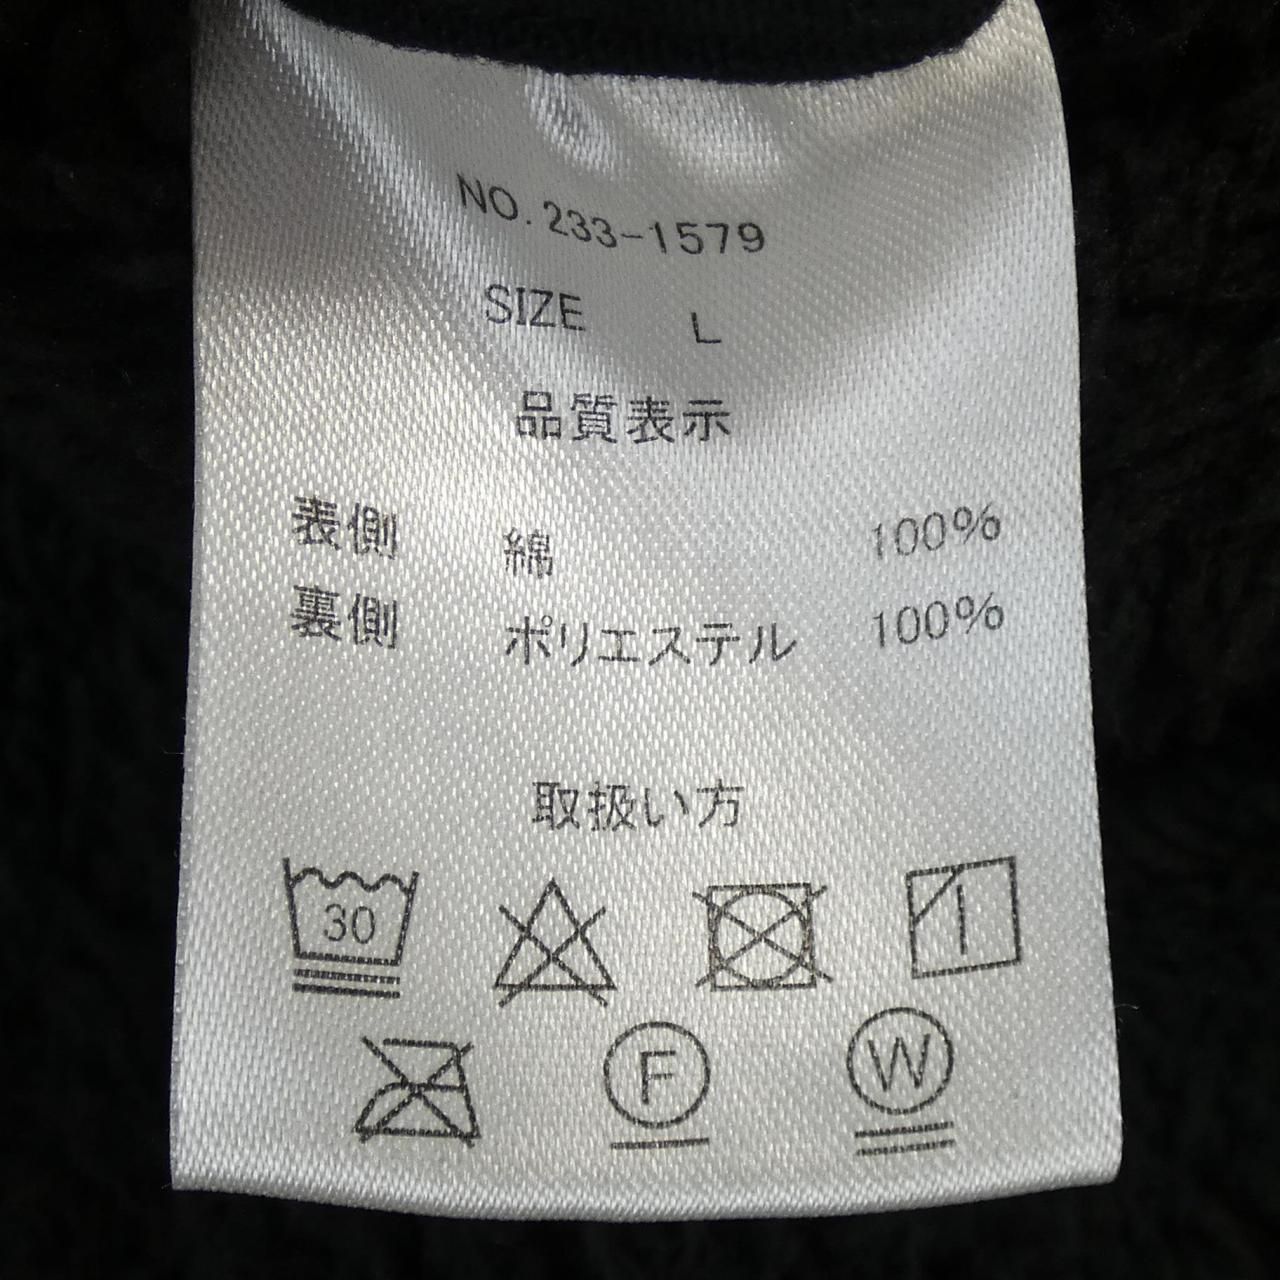 NO. 233-1579
SIZE L
品質表示
表側 綿 100%
裏側 ポリエステル 100%
取扱い方
30
F W